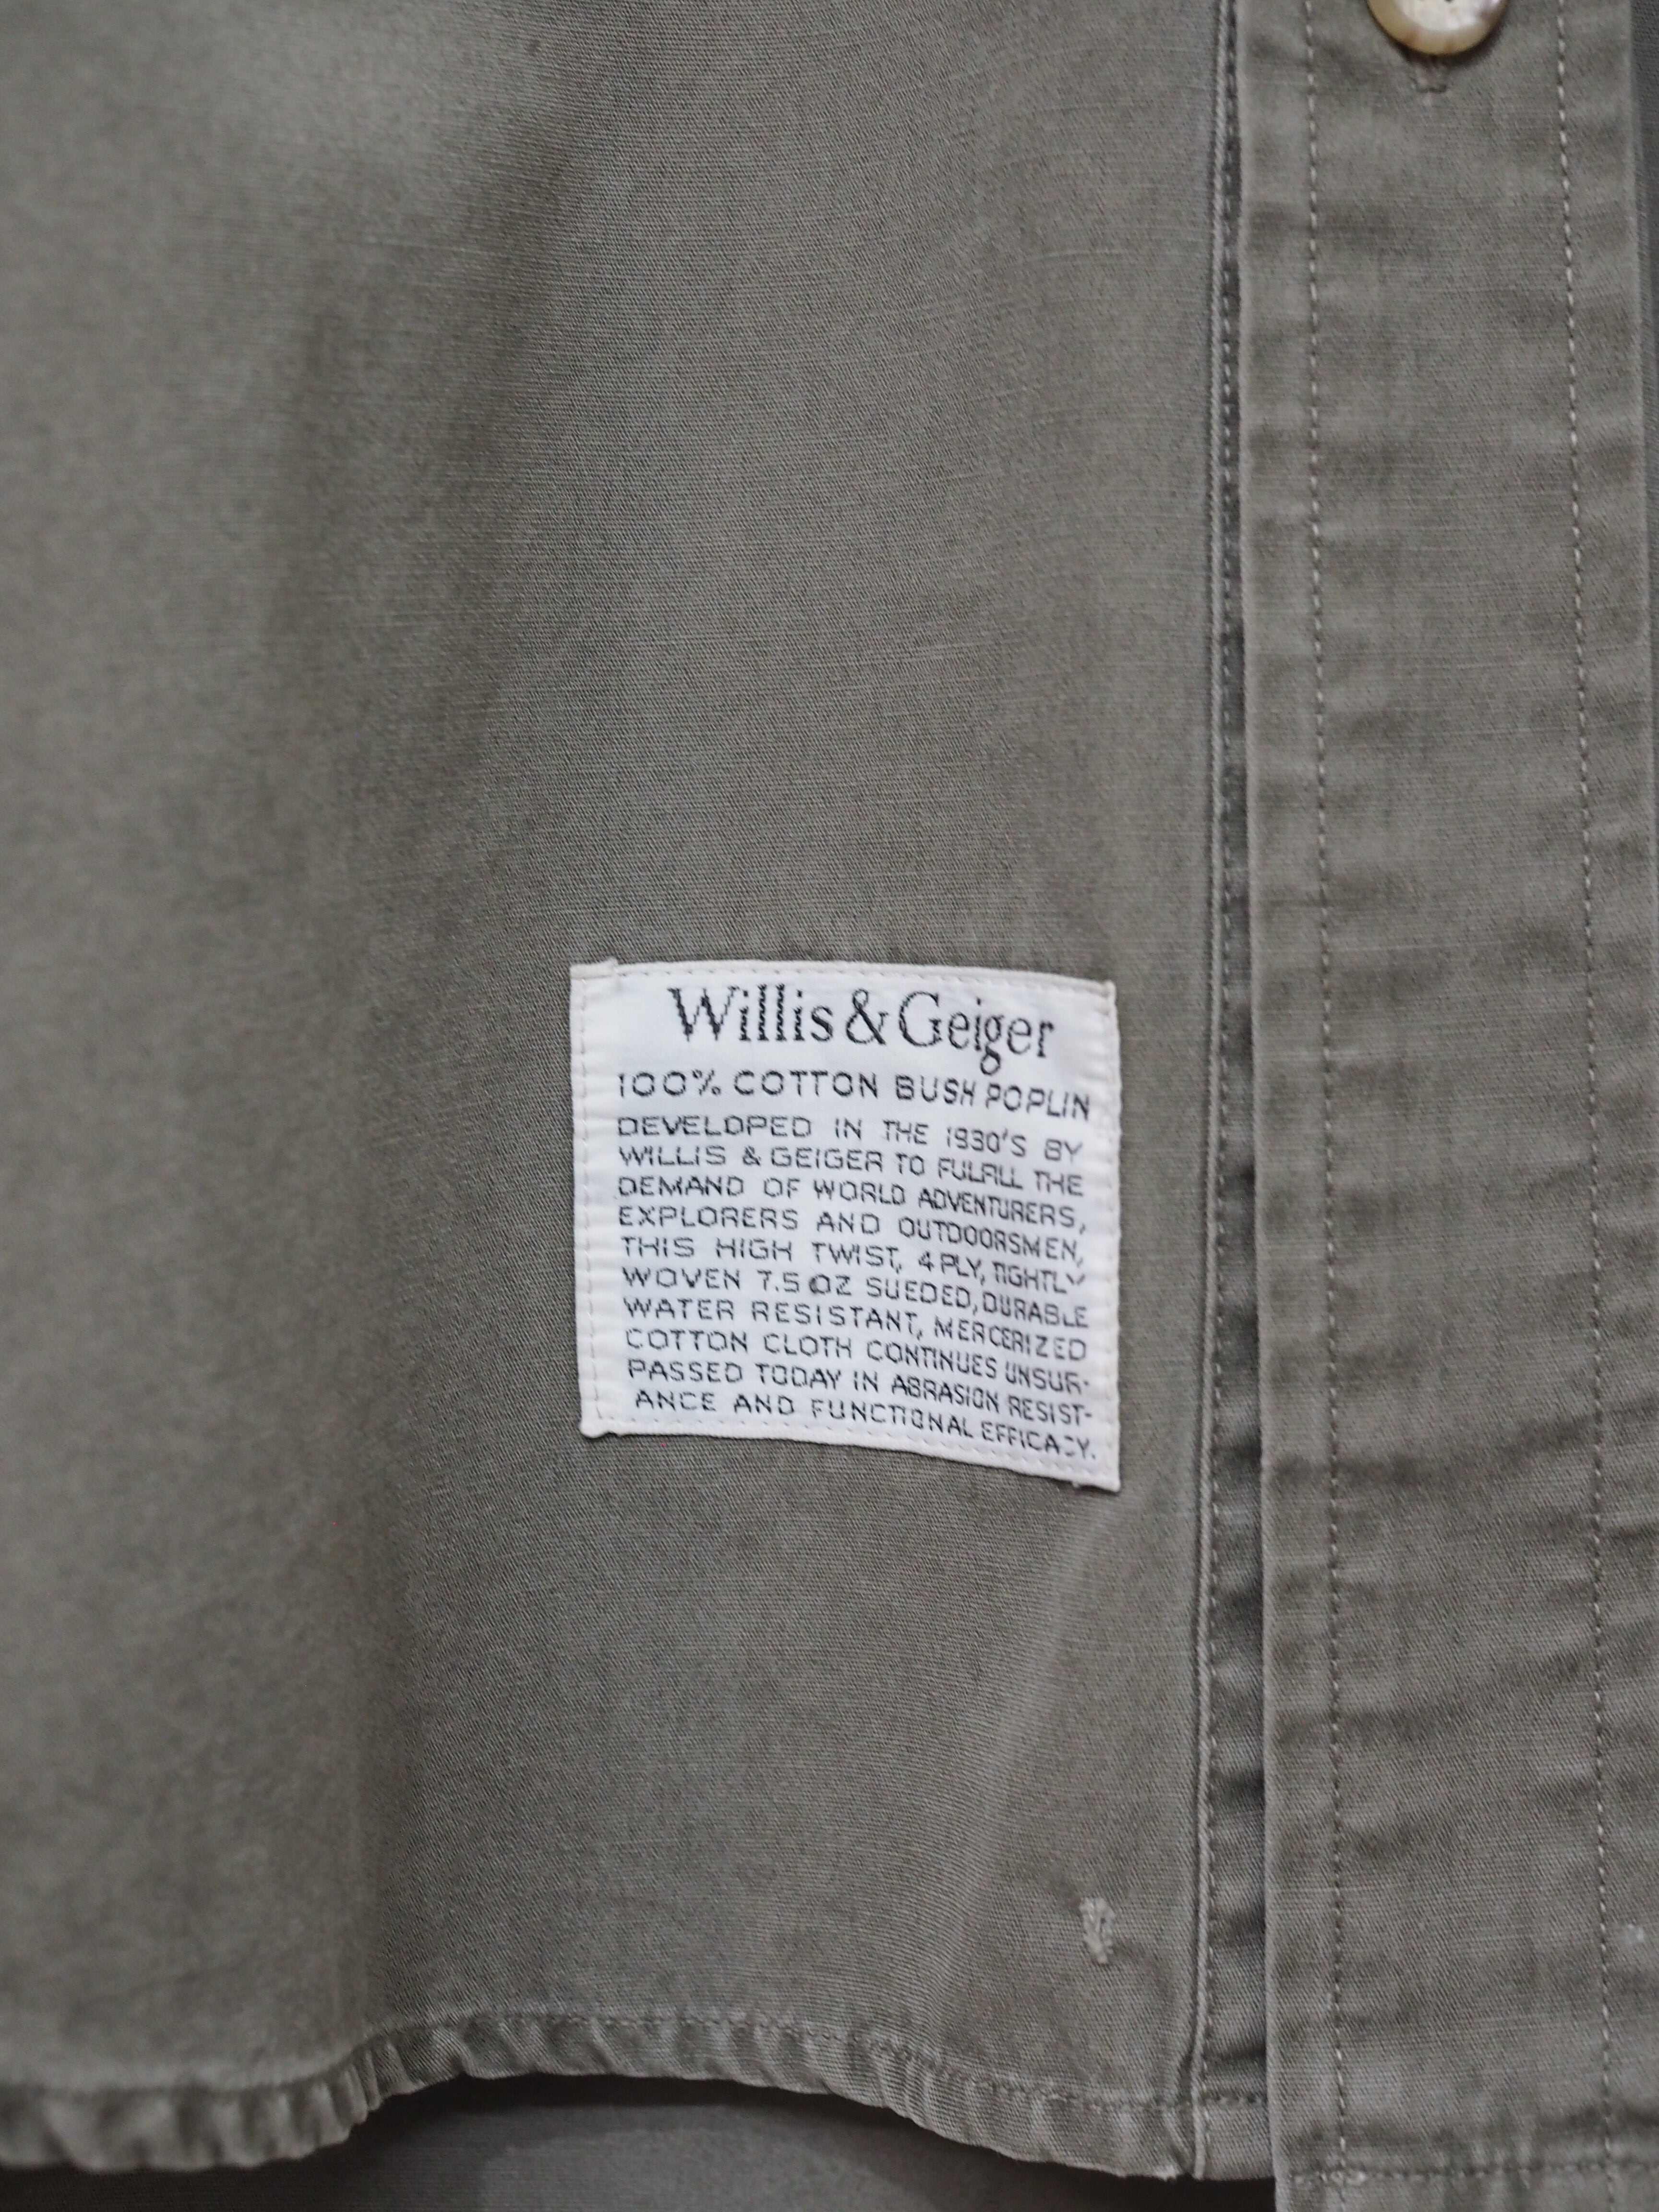 Willis & Geiger
100% COTTON BUSH POPLIN
DEVELOPED IN THE 1930'S BY
WILLIS & GEIGER TO FULFILL THE
DEMAND OF WORLD ADVENTURERS,
EXPLORERS AND OUTDOORSMEN,
THIS HIGH TWIST, 4 PLY, TIGHTLY
WOVEN 7.5 OZ SUEDED, DURABLE
WATER RESISTANT, MERCERIZED
COTTON CLOTH CONTINUES UNSUR-
PASSED TODAY IN ABRASION RESIST-
ANCE AND FUNCTIONAL EFFICACY.